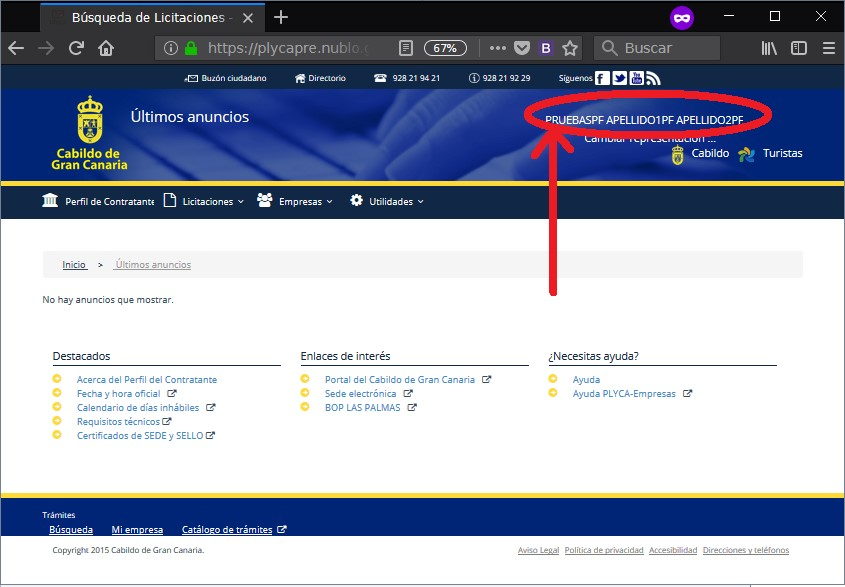 Búsqueda de Licitaciones -
https://plycapre.nublo.g
67%
B
Buscar
Buzón ciudadano
Directorio
928 21 94 21
928 21 92 29
Síguenos
Últimos anuncios
PRUEBASPF APELLIDO1PF APELLIDO2PF
Cambiar representación ...
Cabildo de
Gran Canaria
Cabildo
Turistas
Perfil de Contratante
Licitaciones
Empresas
Utilidades
Inicio > Últimos anuncios
No hay anuncios que mostrar.
Destacados
Acerca del Perfil del Contratante
Fecha y hora oficial
Calendario de días inhábiles
Requisitos técnicos
Certificados de SEDE y SELLO
Enlaces de interés
Portal del Cabildo de Gran Canaria
Sede electrónica
BOP LAS PALMAS
¿Necesitas ayuda?
Ayuda
Ayuda PLYCA-Empresas
Trámites
Búsqueda Mi empresa Catálogo de trámites
Copyright 2015 Cabildo de Gran Canaria.
Aviso Legal Política de privacidad Accesibilidad Direcciones y teléfonos